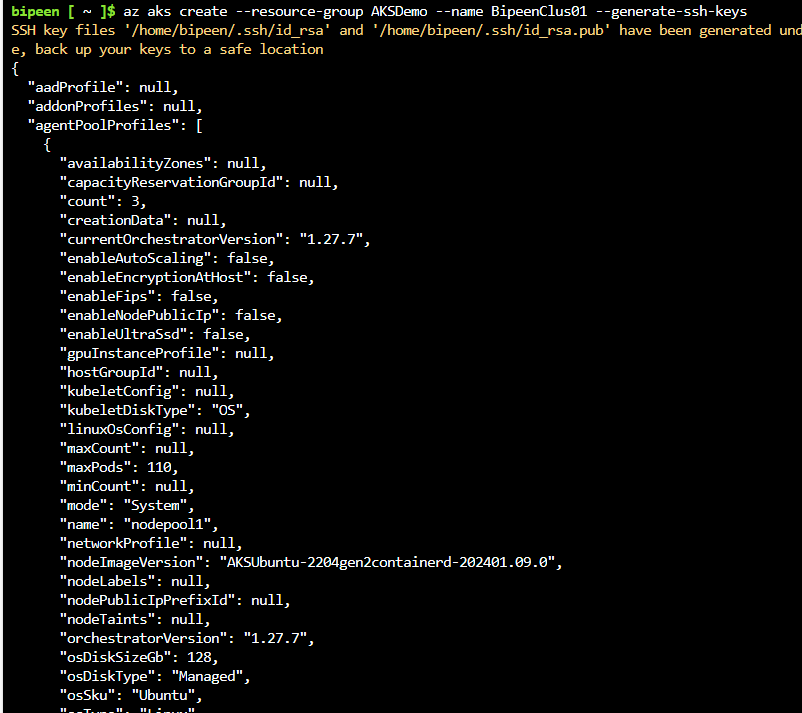 bipeen [ ~ ]$ az aks create --resource-group AKSDemo --name BipeenClus01 --generate-ssh-keys
SSH key files '/home/bipeen/.ssh/id_rsa' and '/home/bipeen/.ssh/id_rsa.pub' have been generated und
e, back up your keys to a safe location
{
  "aadProfile": null,
  "addonProfiles": null,
  "agentPoolProfiles": [
    {
      "availabilityZones": null,
      "capacityReservationGroupId": null,
      "count": 3,
      "creationData": null,
      "currentOrchestratorVersion": "1.27.7",
      "enableAutoScaling": false,
      "enableEncryptionAtHost": false,
      "enableFips": false,
      "enableNodePublicIp": false,
      "enableUltraSsd": false,
      "gpuInstanceProfile": null,
      "hostGroupId": null,
      "kubeletConfig": null,
      "kubeletDiskType": "OS",
      "linuxOsConfig": null,
      "maxCount": null,
      "maxPods": 110,
      "minCount": null,
      "mode": "System",
      "name": "nodepool1",
      "networkProfile": null,
      "nodeImageVersion": "AKSUbuntu-2204gen2containerd-202401.09.0",
      "nodeLabels": null,
      "nodePublicIpPrefixId": null,
      "nodeTaints": null,
      "orchestratorVersion": "1.27.7",
      "osDiskSizeGb": 128,
      "osDiskType": "Managed",
      "osSku": "Ubuntu",
      "osType": "Linux"